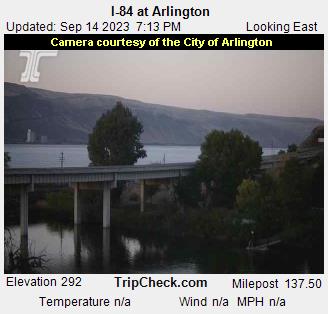 I-84 at Arlington
Updated: Sep 14 2023 7:13 PM Looking East
Camera courtesy of the City of Arlington
Elevation 292 TripCheck.com Milepost 137.50
Temperature n/a Wind n/a MPH n/a